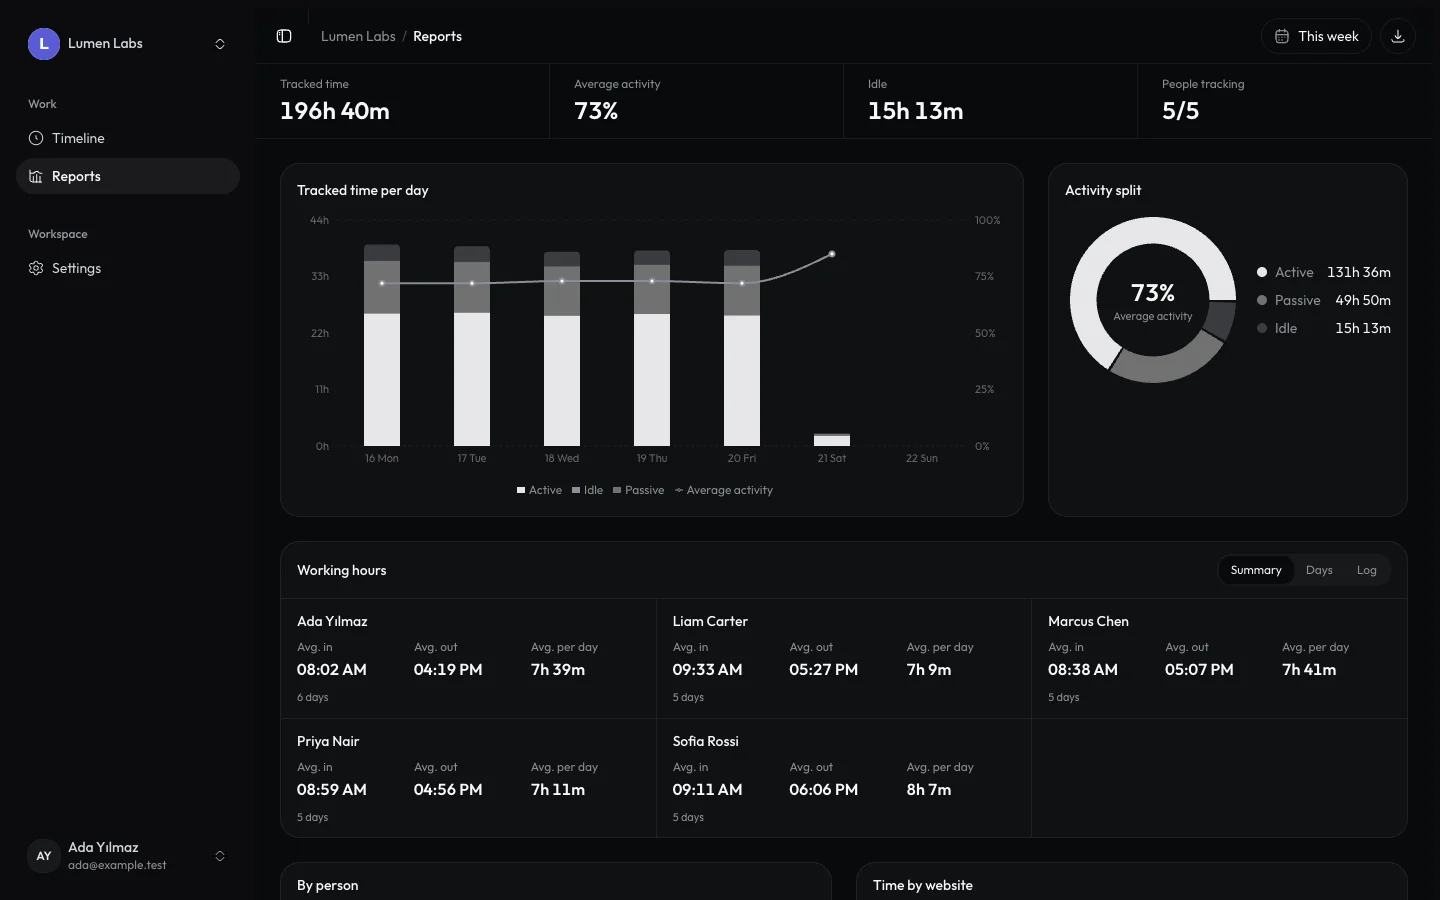 L Lumen Labs
Work
Timeline
Reports
Workspace
Settings
AY
Ada Yılmaz
ada@example.test
Lumen Labs / Reports
This week
Tracked time
196h 40m
Average activity
73%
Idle
15h 13m
People tracking
5/5
Tracked time per day
44h
33h
22h
11h
0h
100%
75%
50%
25%
0%
16 Mon 17 Tue 18 Wed 19 Thu 20 Fri 21 Sat 22 Sun
Active Idle Passive Average activity
Activity split
73%
Average activity
Active 131h 36m
Passive 49h 50m
Idle 15h 13m
Working hours
Summary Days Log
Ada Yılmaz
Avg. in Avg. out Avg. per day
08:02 AM 04:19 PM 7h 39m
6 days
Liam Carter
Avg. in Avg. out Avg. per day
09:33 AM 05:27 PM 7h 9m
5 days
Marcus Chen
Avg. in Avg. out Avg. per day
08:38 AM 05:07 PM 7h 41m
5 days
Priya Nair
Avg. in Avg. out Avg. per day
08:59 AM 04:56 PM 7h 11m
5 days
Sofia Rossi
Avg. in Avg. out Avg. per day
09:11 AM 06:06 PM 8h 7m
5 days
By person
Time by website